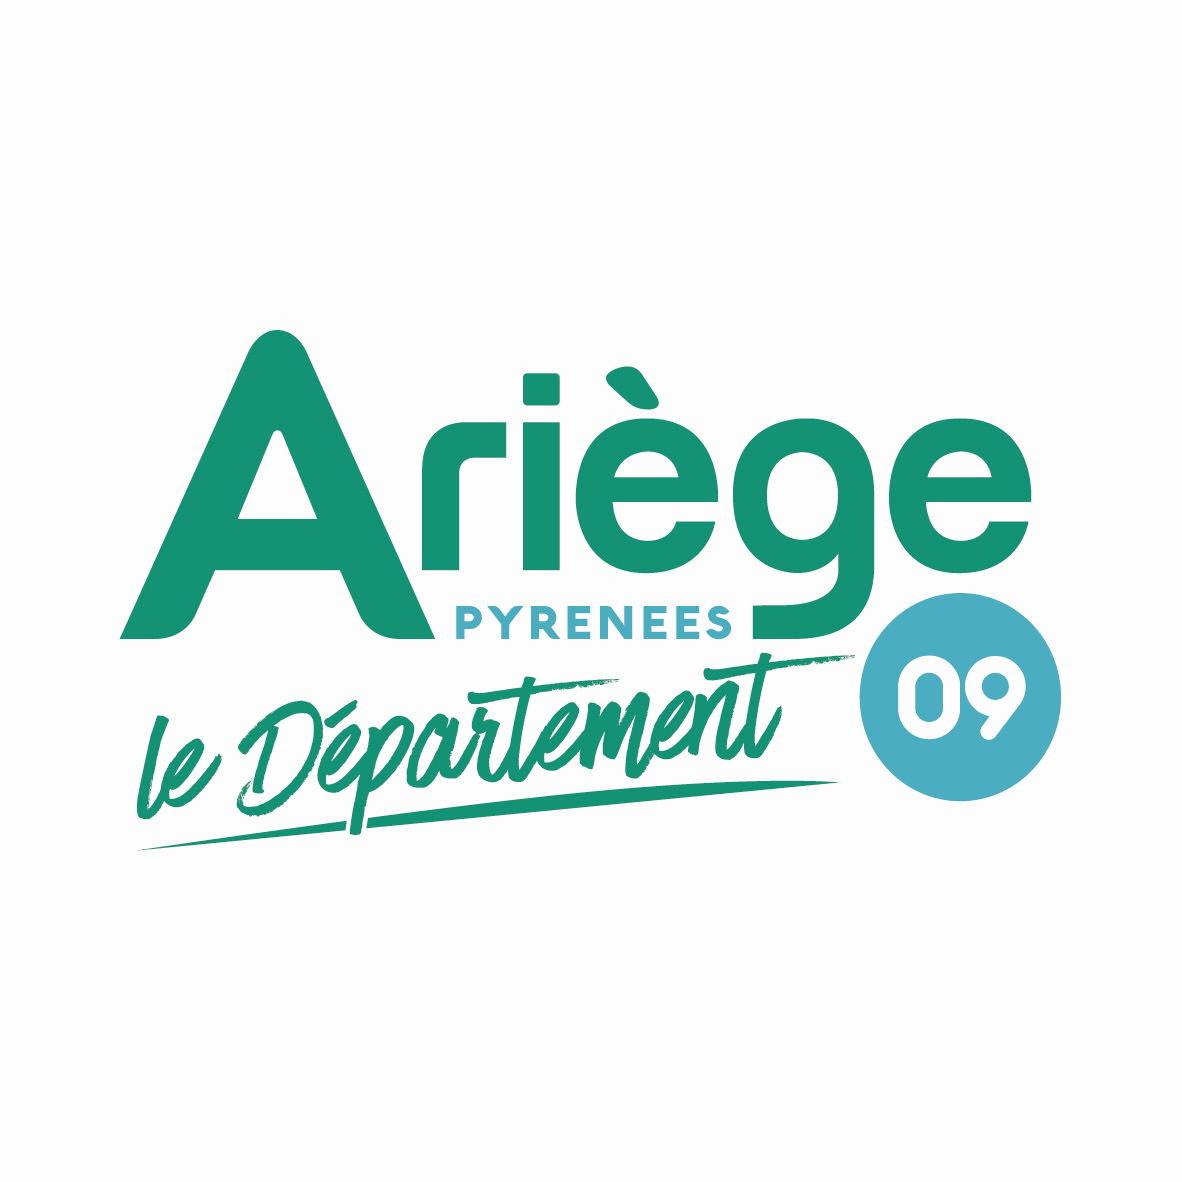 Ariège
PYRENEES
le Département
09